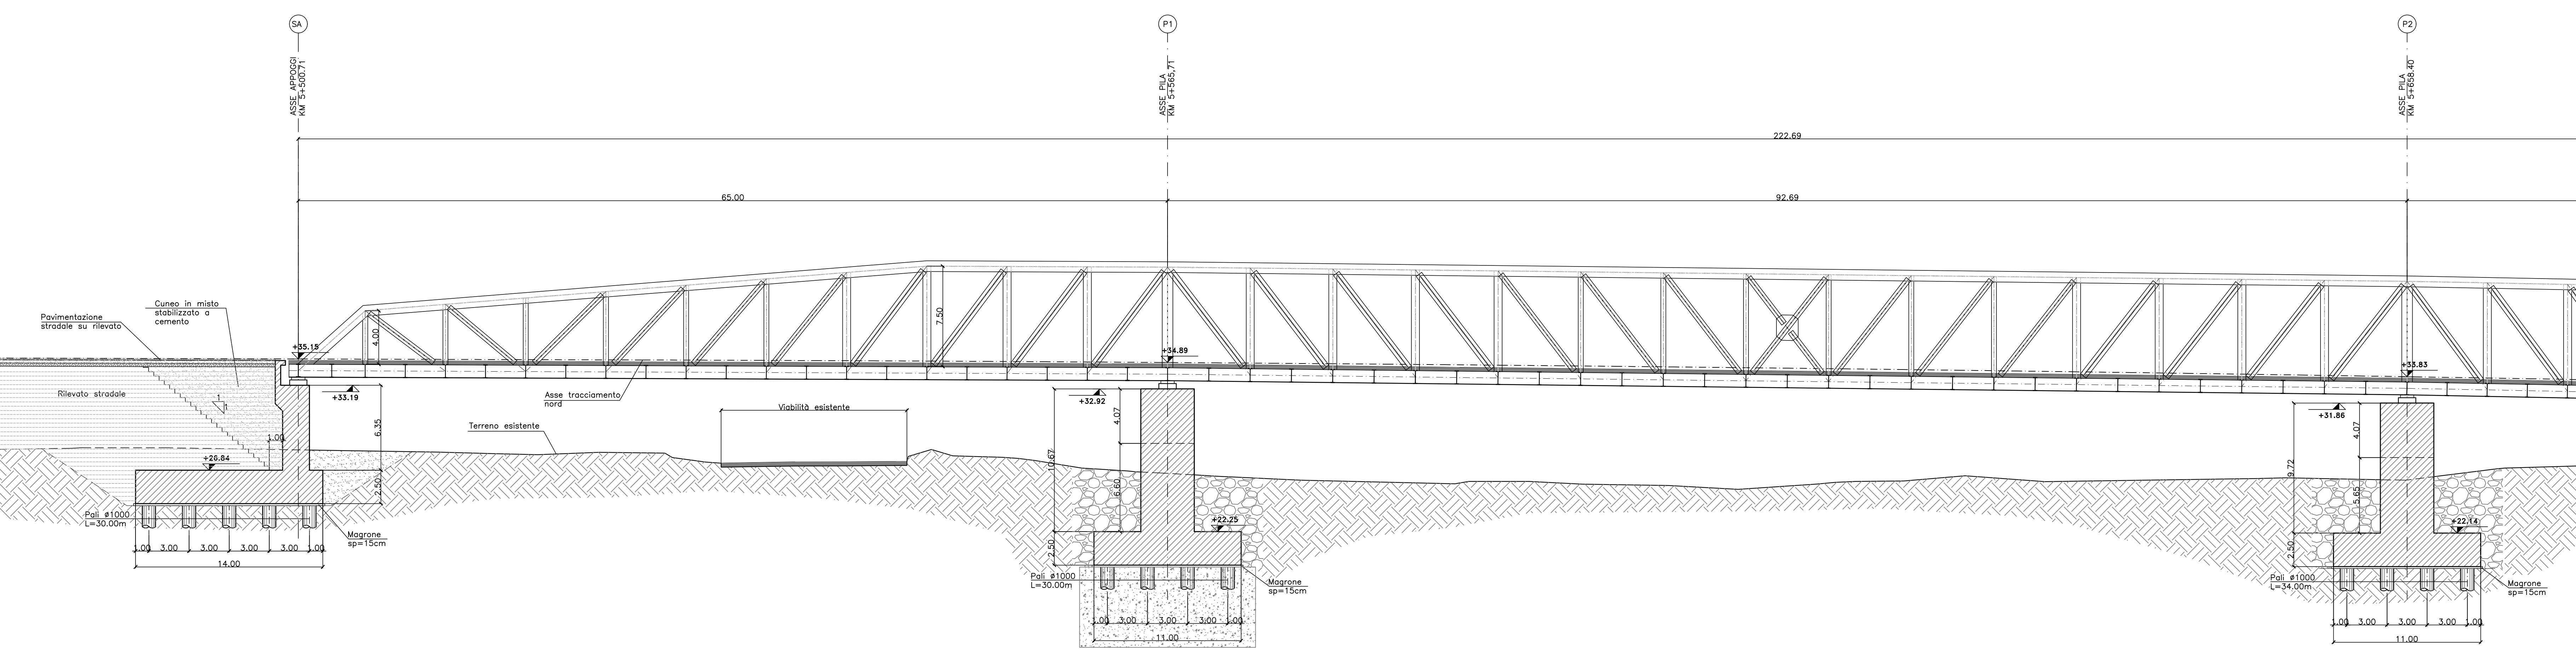 SA
P1
P2
ASSE APPOGGI
KM 5+500.71
ASSE PILA
KM 5+565,71
ASSE PILA
KM 5+658.40
222.69
65.00
92.69
Cuneo in misto
stabilizzato a
cemento
Pavimentazione
stradale su rilevato
Rilevato stradale
1
1
1.00
+35.15
4.00
7.50
+34.89
+33.83
+33.19
6.35
Asse tracciamento
nord
Viabilità esistente
Terreno esistente
+26.84
2.50
Pali ø1000
L=30.00m
Magrone
sp=15cm
1.00
3.00
3.00
3.00
3.00
1.00
14.00
+32.92
4.07
10.67
6.60
+22.25
2.50
Pali ø1000
L=30.00m
Magrone
sp=15cm
1.00
3.00
3.00
3.00
1.00
11.00
+31.86
4.07
9.72
5.65
+22.14
2.50
Pali ø1000
L=34.00m
Magrone
sp=15cm
1.00
3.00
3.00
3.00
1.00
11.00